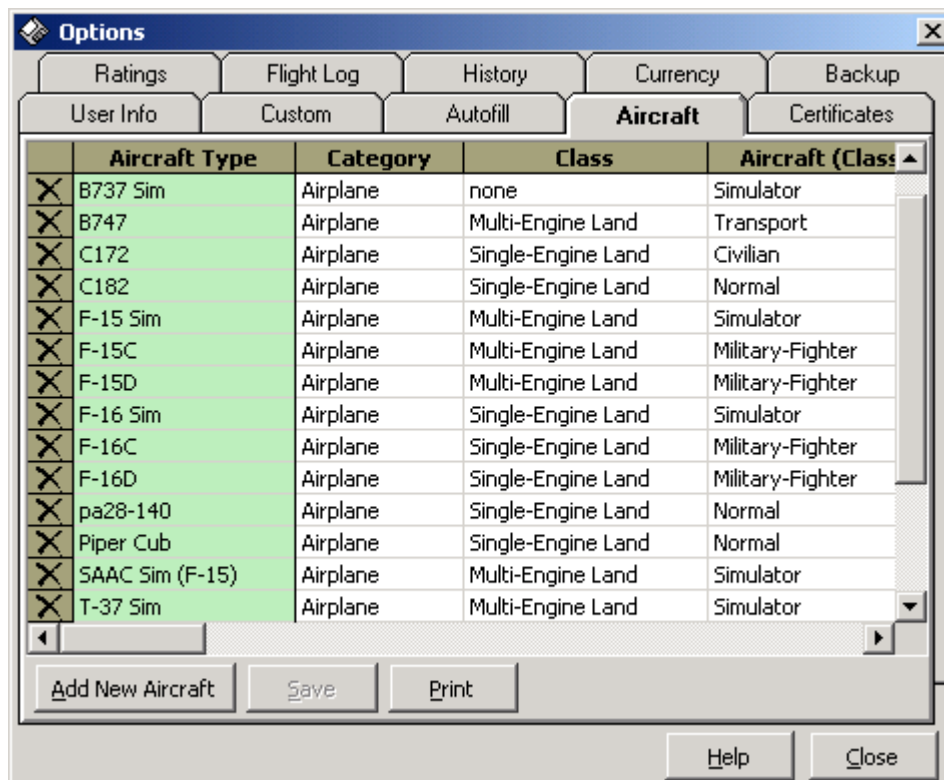 Options
Ratings Flight Log History Currency Backup
User Info Custom Autofill Aircraft Certificates
Aircraft Type Category Class Aircraft (Class
B737 Sim Airplane none Simulator
B747 Airplane Multi-Engine Land Transport
C172 Airplane Single-Engine Land Civilian
C182 Airplane Single-Engine Land Normal
F-15 Sim Airplane Multi-Engine Land Simulator
F-15C Airplane Multi-Engine Land Military-Fighter
F-15D Airplane Multi-Engine Land Military-Fighter
F-16 Sim Airplane Single-Engine Land Simulator
F-16C Airplane Single-Engine Land Military-Fighter
F-16D Airplane Single-Engine Land Military-Fighter
pa28-140 Airplane Single-Engine Land Normal
Piper Cub Airplane Single-Engine Land Normal
SAAC Sim (F-15) Airplane Multi-Engine Land Simulator
T-37 Sim Airplane Multi-Engine Land Simulator
Add New Aircraft Save Print
Help Close